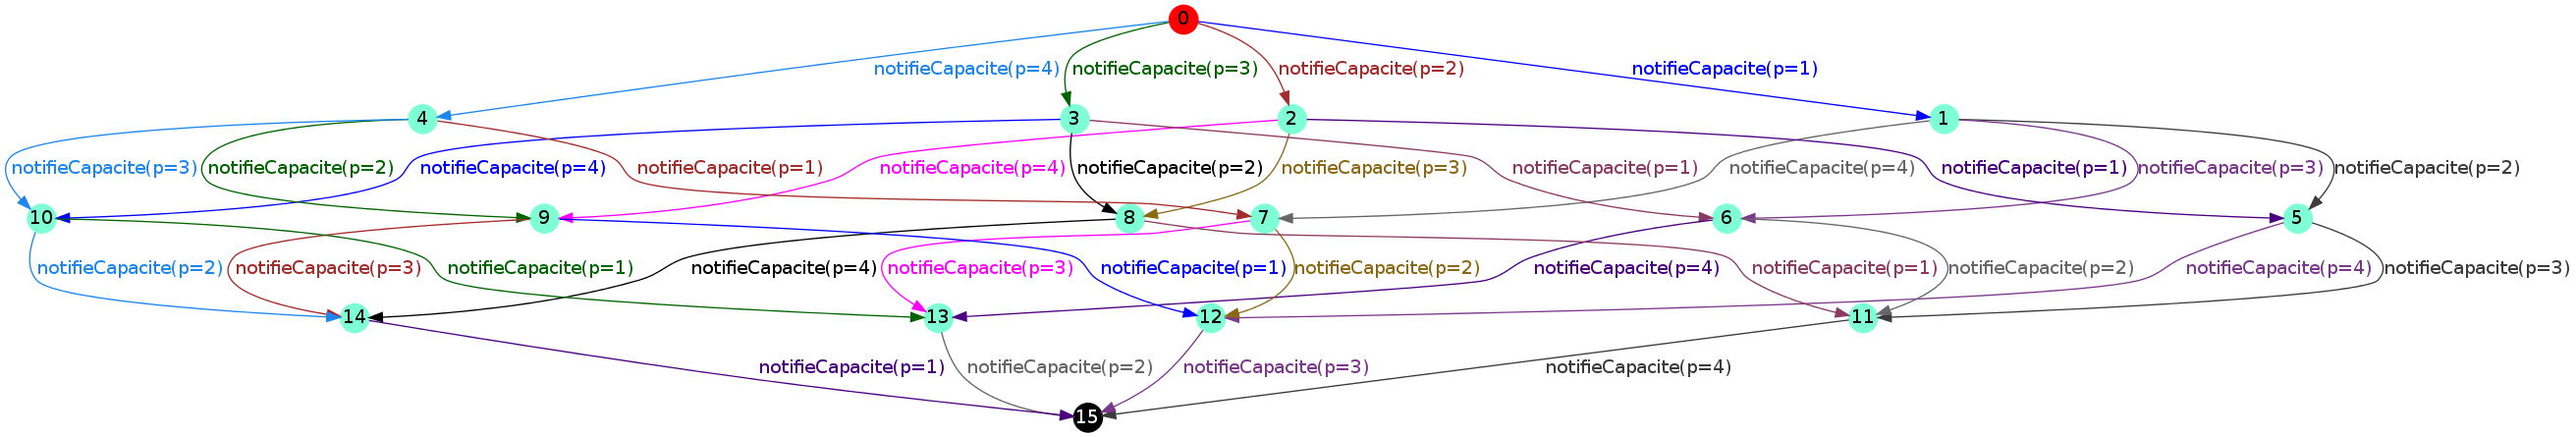 0
notifieCapacite(p=4) notifieCapacite(p=3) notifieCapacite(p=2) notifieCapacite(p=1)
4 3 2 1
notifieCapacite(p=3) notifieCapacite(p=2) notifieCapacite(p=4) notifieCapacite(p=1) notifieCapacite(p=4) notifieCapacite(p=2) notifieCapacite(p=3) notifieCapacite(p=1) notifieCapacite(p=4) notifieCapacite(p=1) notifieCapacite(p=3) notifieCapacite(p=2)
10 9 8 7 6 5
notifieCapacite(p=2) notifieCapacite(p=3) notifieCapacite(p=1) notifieCapacite(p=4) notifieCapacite(p=3) notifieCapacite(p=1) notifieCapacite(p=2) notifieCapacite(p=4) notifieCapacite(p=1) notifieCapacite(p=2) notifieCapacite(p=4) notifieCapacite(p=3)
14 13 12 11
notifieCapacite(p=1) notifieCapacite(p=2) notifieCapacite(p=3) notifieCapacite(p=4)
15